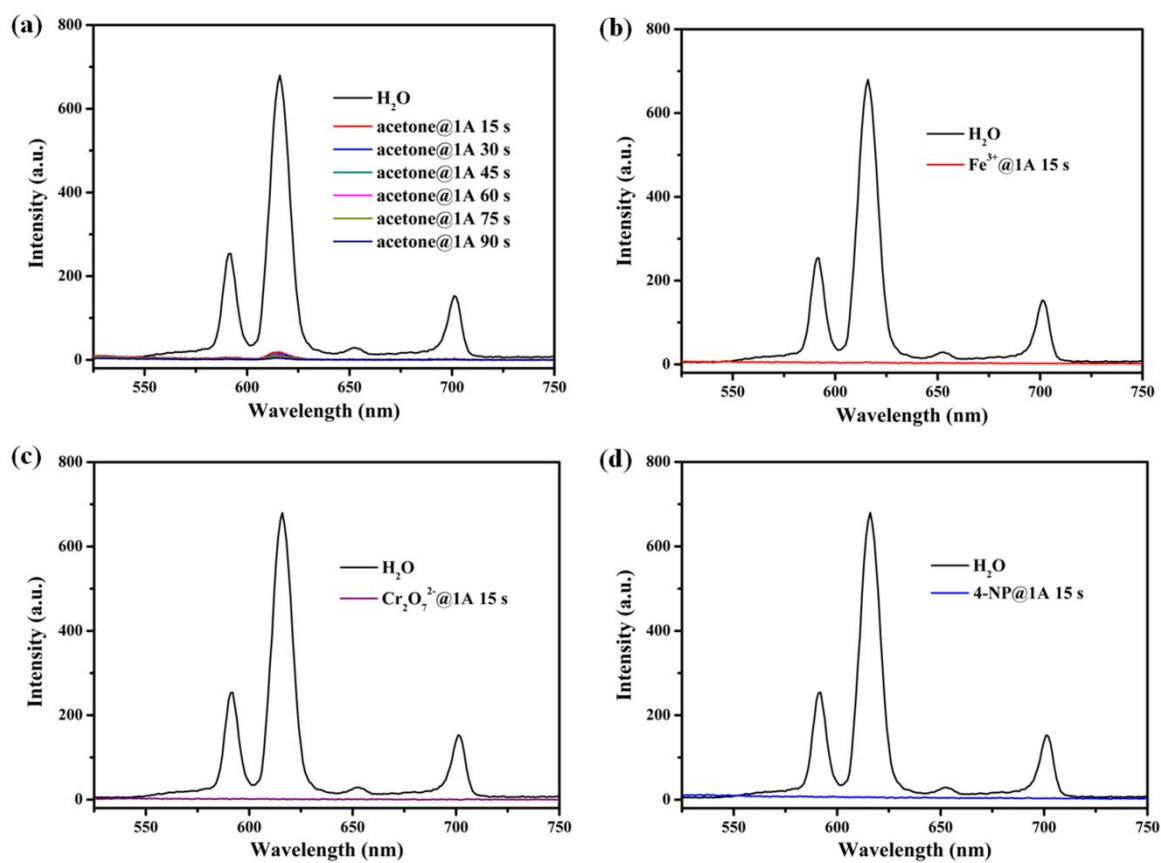 (a)
800
600
400
200
0
Intensity (a.u.)
H₂O
acetone@1A 15 s
acetone@1A 30 s
acetone@1A 45 s
acetone@1A 60 s
acetone@1A 75 s
acetone@1A 90 s
550 600 650 700 750
Wavelength (nm)
(b)
800
600
400
200
0
Intensity (a.u.)
H₂O
Fe³⁺@1A 15 s
550 600 650 700 750
Wavelength (nm)
(c)
800
600
400
200
0
Intensity (a.u.)
H₂O
Cr₂O₇²⁻@1A 15 s
550 600 650 700 750
Wavelength (nm)
(d)
800
600
400
200
0
Intensity (a.u.)
H₂O
4-NP@1A 15 s
550 600 650 700 750
Wavelength (nm)